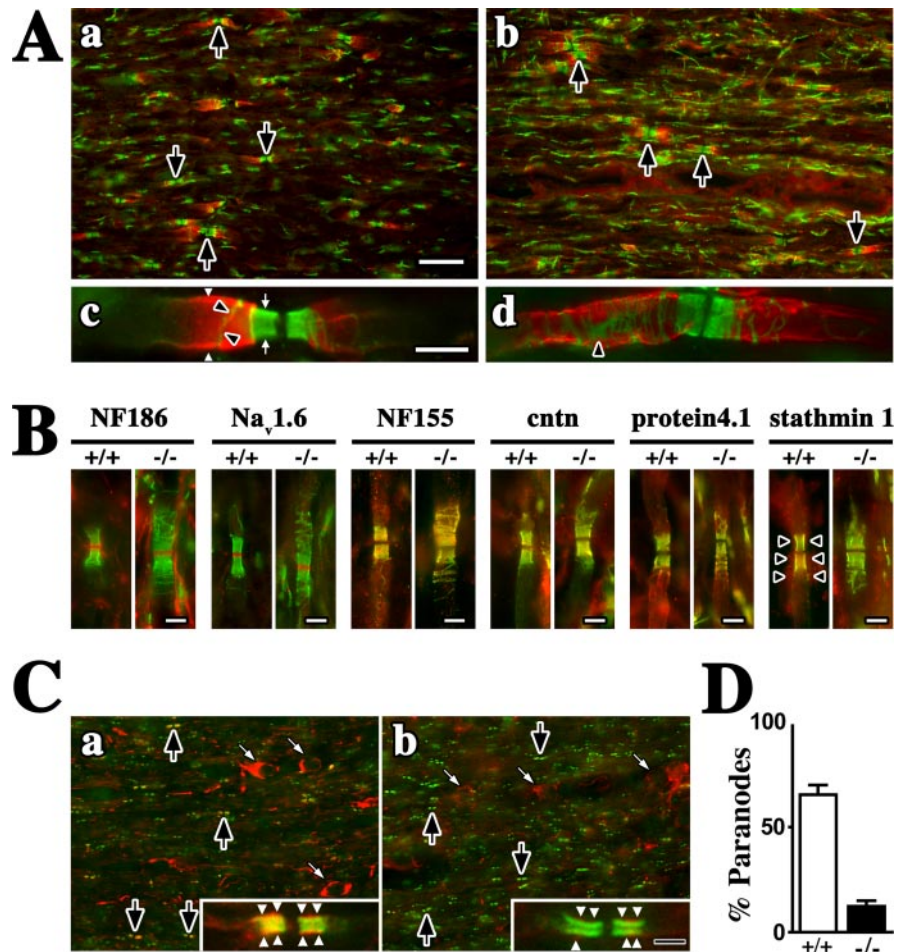 A
a
b
c
d
B
NF186
Nav1.6
NF155
cntn
protein4.1
stathmin 1
+/+ -/- +/+ -/- +/+ -/- +/+ -/- +/+ -/- +/+ -/-
C
a
b
D
% Paranodes
100
50
0
+/+ -/-